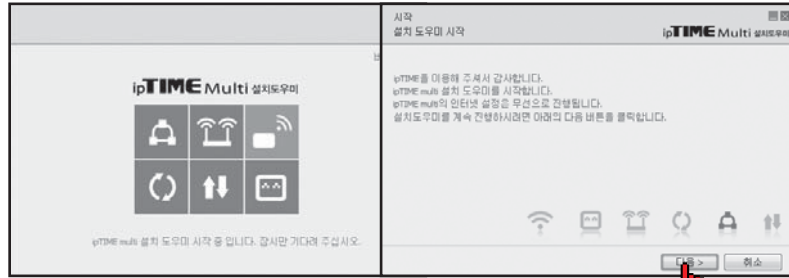 ipTIME Multi 설치도우미
ipTIME multi 설치 도우미 시작 중 입니다. 잠시만 기다려 주십시오.
시작
설치 도우미 시작
ipTIME Multi 설치도우미
ipTIME을 이용해 주셔서 감사합니다.
ipTIME multi 설치 도우미를 시작합니다.
ipTIME multi의 인터넷 설정은 무선으로 진행됩니다.
설치도우미를 계속 진행하시려면 아래의 다음 버튼을 클릭합니다.
다음 >
취소